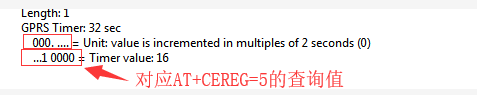 Length: 1
GPRS Timer: 32 sec
000. .... = Unit: value is incremented in multiples of 2 seconds (0)
...1 0000 = Timer value: 16
对应AT+CEREG=5的查询值